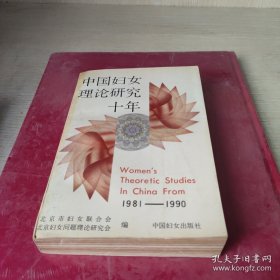 中国妇女
理论研究
十年
Women's
Theoretic Studies
In China From
1981——1990
北京市妇女联合会
北京妇女问题理论研究会
编
中国妇女出版社
孔夫子旧书网